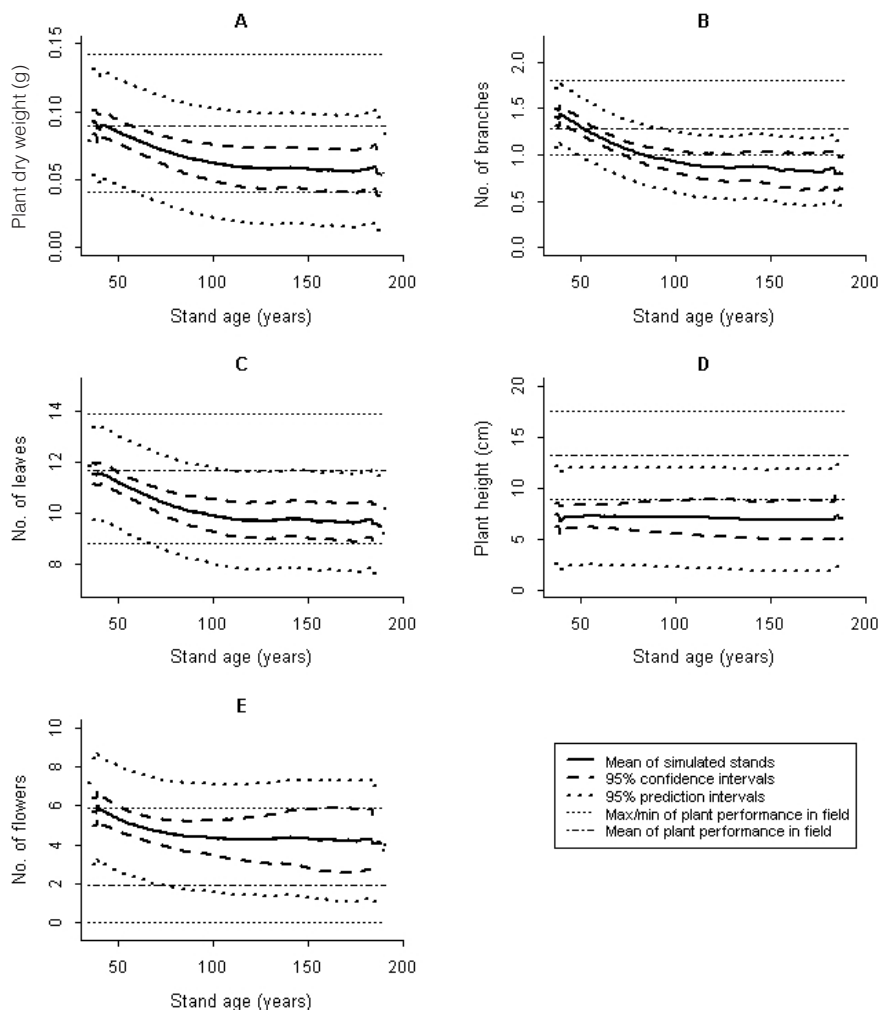 A
Plant dry weight (g)
0.15
0.10
0.05
0.00
50 100 150 200
Stand age (years)
B
No. of branches
2.0
1.5
1.0
0.5
0.0
50 100 150 200
Stand age (years)
C
No. of leaves
14
12
10
8
50 100 150 200
Stand age (years)
D
Plant height (cm)
20
15
10
5
0
50 100 150 200
Stand age (years)
E
No. of flowers
10
8
6
4
2
0
50 100 150 200
Stand age (years)
Mean of simulated stands
95% confidence intervals
95% prediction intervals
Max/min of plant performance in field
Mean of plant performance in field